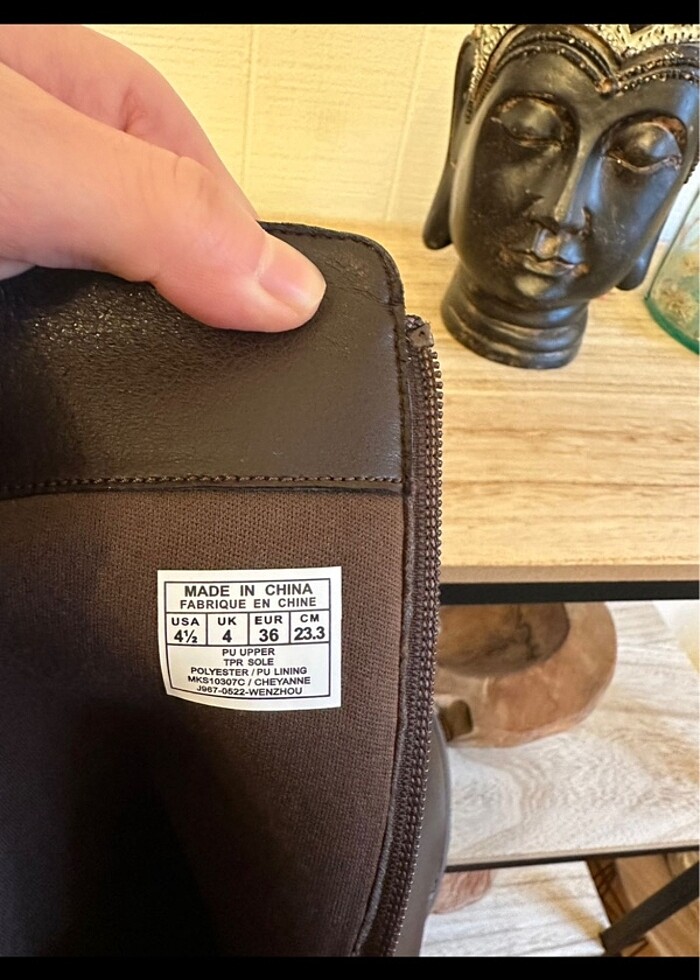 MADE IN CHINA
FABRIQUE EN CHINE
USA UK EUR CM
4½ 4 36 23.3
PU UPPER
TPR SOLE
POLYESTER / PU LINING
MKS10307C / CHEYANNE
J967-0522-WENZHOU